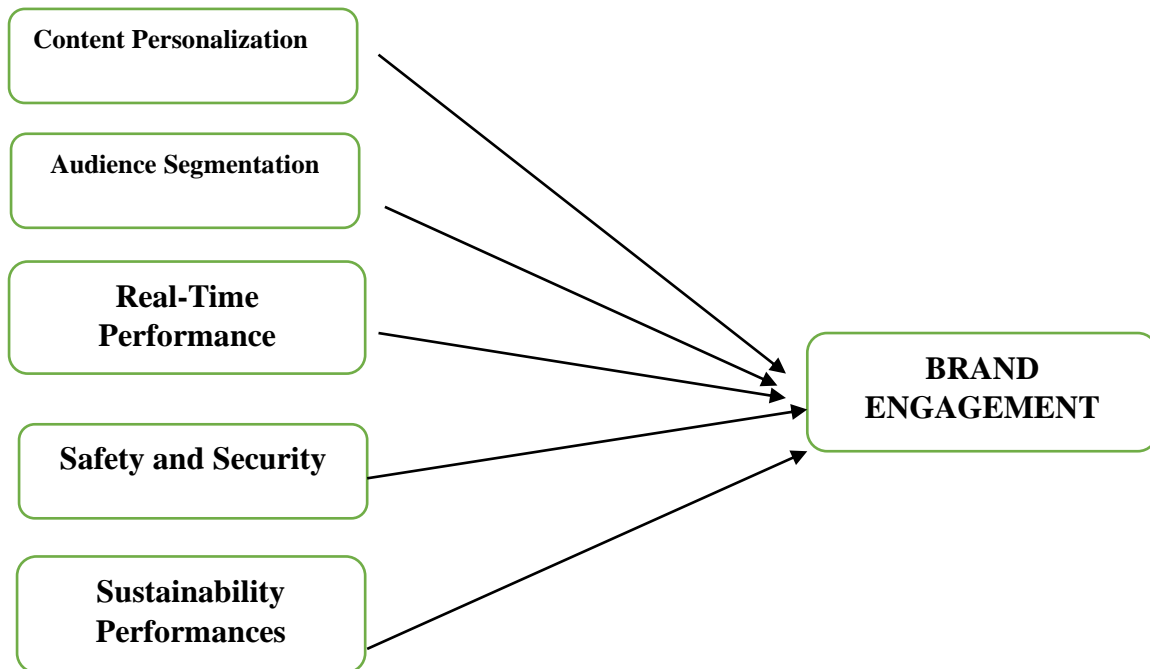 Content Personalization
Audience Segmentation
Real-Time
Performance
Safety and Security
Sustainability
Performances
BRAND
ENGAGEMENT